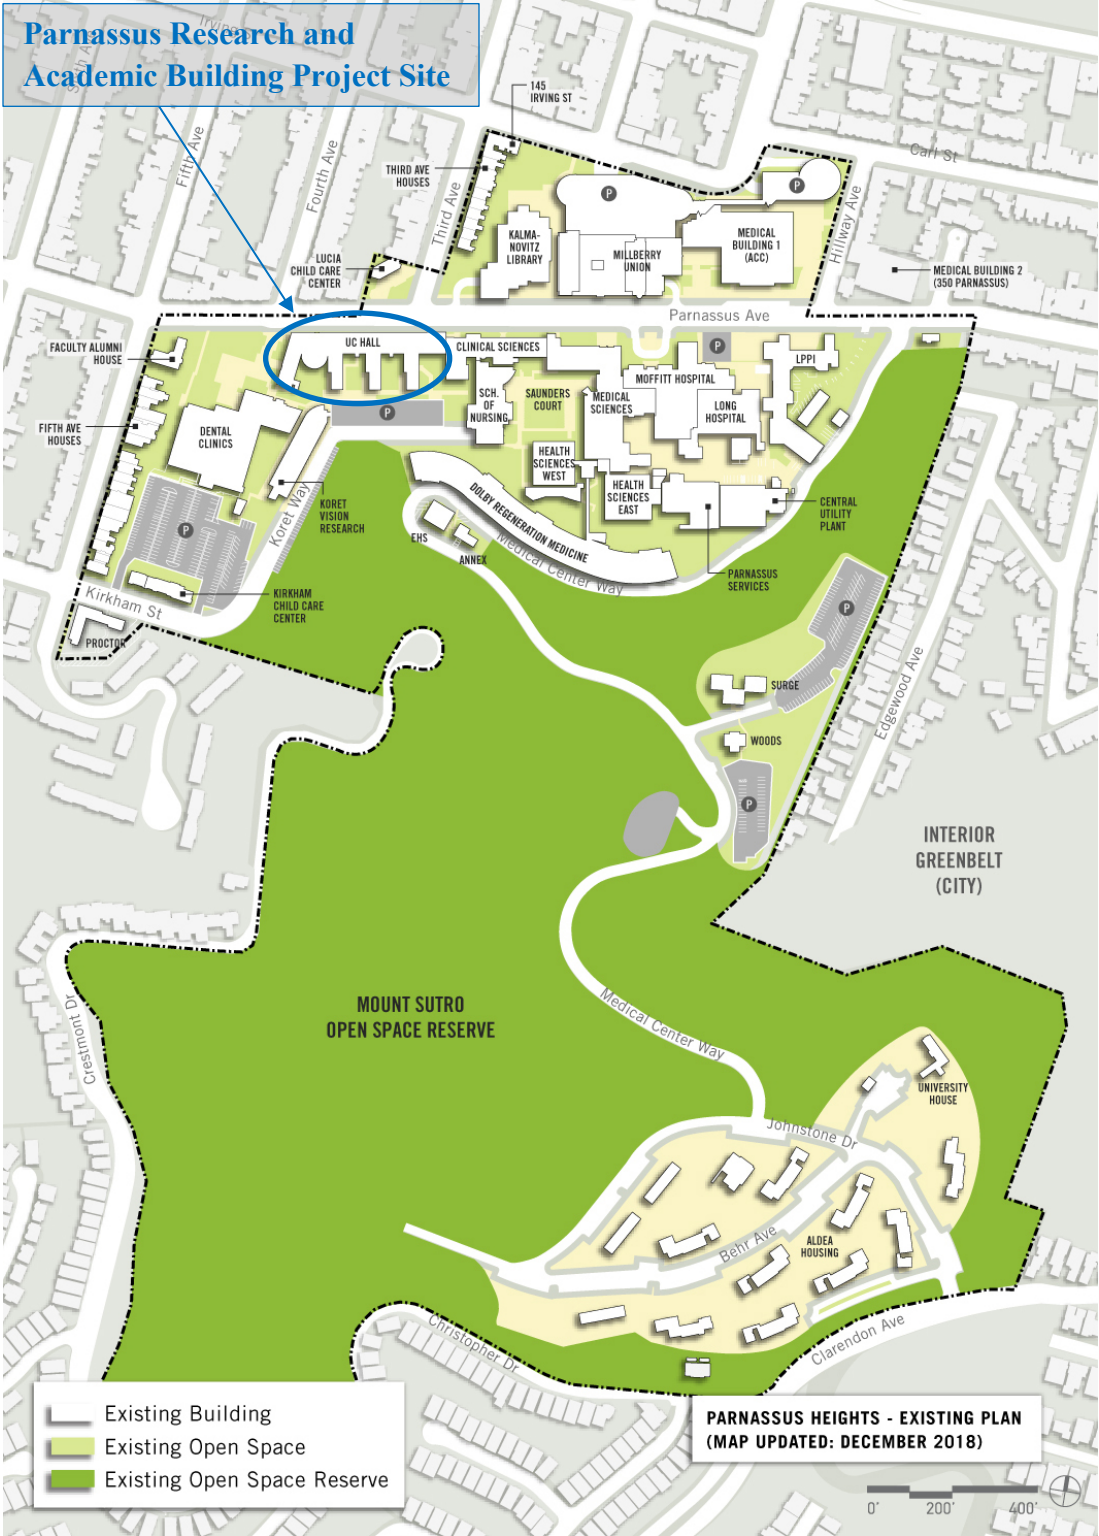 Parnassus Research and
Academic Building Project Site
145
IRVING ST
Carl St
Fifth Ave
Fourth Ave
Third Ave
THIRD AVE
HOUSES
P
P
KALMA-
NOVITZ
LIBRARY
MILLBERRY
UNION
MEDICAL
BUILDING 1
(ACC)
Hillway Ave
MEDICAL BUILDING 2
(350 PARNASSUS)
LUCIA
CHILD CARE
CENTER
Parnassus Ave
FACULTY ALUMNI
HOUSE
UC HALL
CLINICAL SCIENCES
P
LPPI
MOFFITT HOSPITAL
SCH.
OF
NURSING
SAUNDERS
COURT
MEDICAL
SCIENCES
LONG
HOSPITAL
P
FIFTH AVE
HOUSES
DENTAL
CLINICS
HEALTH
SCIENCES
WEST
HEALTH
SCIENCES
EAST
DOLBY REGENERATION MEDICINE
KORET
VISION
RESEARCH
Koret Way
P
CENTRAL
UTILITY
PLANT
EHS
ANNEX
Medical Center Way
PARNASSUS
SERVICES
Kirkham St
KIRKHAM
CHILD CARE
CENTER
PROCTOR
P
SURGE
WOODS
Edgewood Ave
P
INTERIOR
GREENBELT
(CITY)
MOUNT SUTRO
OPEN SPACE RESERVE
Crestmont Dr
Medical Center Way
UNIVERSITY
HOUSE
Johnstone Dr
Behr Ave
ALDEA
HOUSING
Christopher Dr
Clarendon Ave
Existing Building
Existing Open Space
Existing Open Space Reserve
PARNASSUS HEIGHTS - EXISTING PLAN
(MAP UPDATED: DECEMBER 2018)
0' 200' 400'